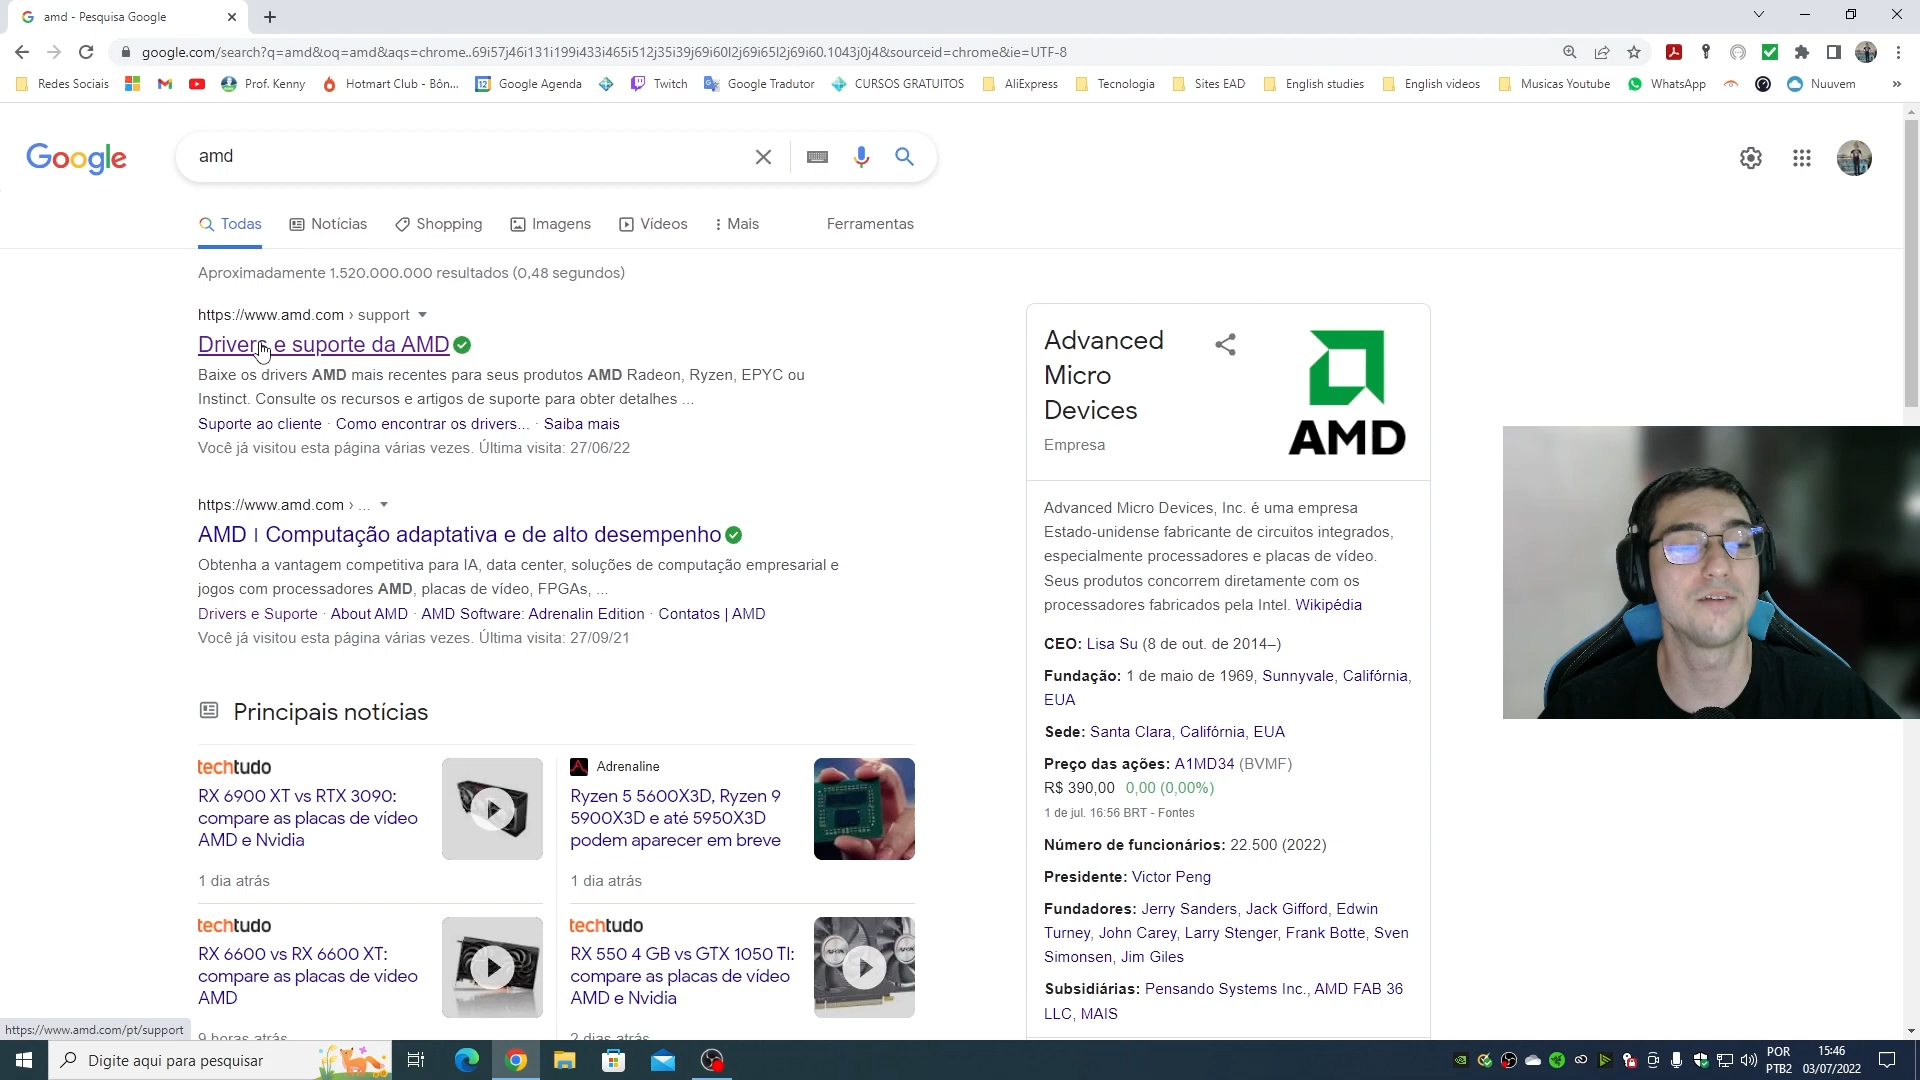 amd - Pesquisa Google
google.com/search?q=amd&oq=amd&aqs=chrome..69i57j46i131i199i433i465i512j35i39j69i60l2j69i65l2j69i60.1043j0j4&sourceid=chrome&ie=UTF-8
Redes Sociais Prof. Kenny Hotmart Club - Bôn... Google Agenda Twitch Google Tradutor CURSOS GRATUITOS AliExpress Tecnologia Sites EAD English studies English videos Musicas Youtube WhatsApp Nuuvem »
Google
amd
Todas Notícias Shopping Imagens Vídeos Mais Ferramentas
Aproximadamente 1.520.000.000 resultados (0,48 segundos)
https://www.amd.com › support
Drivers e suporte da AMD
Baixe os drivers AMD mais recentes para seus produtos AMD Radeon, Ryzen, EPYC ou
Instinct. Consulte os recursos e artigos de suporte para obter detalhes ...
Suporte ao cliente · Como encontrar os drivers... · Saiba mais
Você já visitou esta página várias vezes. Última visita: 27/06/22
https://www.amd.com › ...
AMD | Computação adaptativa e de alto desempenho
Obtenha a vantagem competitiva para IA, data center, soluções de computação empresarial e
jogos com processadores AMD, placas de vídeo, FPGAs, ...
Drivers e Suporte · About AMD · AMD Software: Adrenalin Edition · Contatos | AMD
Você já visitou esta página várias vezes. Última visita: 27/09/21
Principais notícias
techtudo
RX 6900 XT vs RTX 3090:
compare as placas de vídeo
AMD e Nvidia
1 dia atrás
Adrenaline
Ryzen 5 5600X3D, Ryzen 9
5900X3D e até 5950X3D
podem aparecer em breve
1 dia atrás
techtudo
RX 6600 vs RX 6600 XT:
compare as placas de vídeo
AMD
9 horas atrás
techtudo
RX 550 4 GB vs GTX 1050 TI:
compare as placas de vídeo
AMD e Nvidia
2 dias atrás
Advanced
Micro
Devices
Empresa
AMD
Advanced Micro Devices, Inc. é uma empresa
Estado-unidense fabricante de circuitos integrados,
especialmente processadores e placas de vídeo.
Seus produtos concorrem diretamente com os
processadores fabricados pela Intel. Wikipédia
CEO: Lisa Su (8 de out. de 2014–)
Fundação: 1 de maio de 1969, Sunnyvale, Califórnia,
EUA
Sede: Santa Clara, Califórnia, EUA
Preço das ações: A1MD34 (BVMF)
R$ 390,00 0,00 (0,00%)
1 de jul. 16:56 BRT - Fontes
Número de funcionários: 22.500 (2022)
Presidente: Victor Peng
Fundadores: Jerry Sanders, Jack Gifford, Edwin
Turney, John Carey, Larry Stenger, Frank Botte, Sven
Simonsen, Jim Giles
Subsidiárias: Pensando Systems Inc., AMD FAB 36
LLC, MAIS
https://www.amd.com/pt/support
Digite aqui para pesquisar
POR
PTB2
15:46
03/07/2022